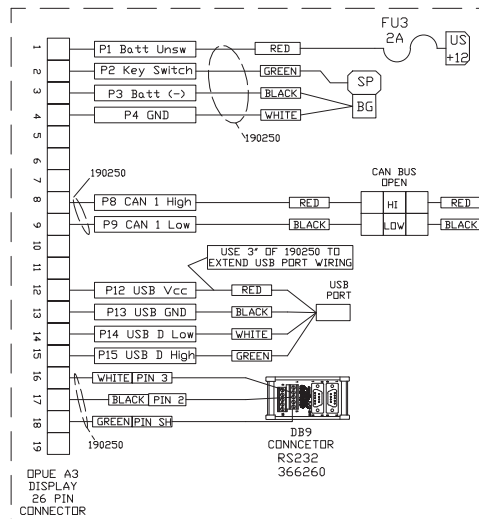 FU3
2A
US
+12
1 P1 Batt Unsw RED
2 P2 Key Switch GREEN SP
3 P3 Batt (-) BLACK BG
4 P4 GND WHITE
5
190250
6
7
190250
CAN BUS
OPEN
8 P8 CAN 1 High RED HI RED
9 P9 CAN 1 Low BLACK LOW BLACK
10
11
USE 3" OF 190250 TO
EXTEND USB PORT WIRING
12 P12 USB Vcc RED
USB
PORT
13 P13 USB GND BLACK
14 P14 USB D Low WHITE
15 P15 USB D High GREEN
16 WHITE PIN 3
17 BLACK PIN 2
18 GREEN PIN SH
19
190250
DB9
CONNCETOR
RS232
366260
OPUE A3
DISPLAY
26 PIN
CONNECTOR